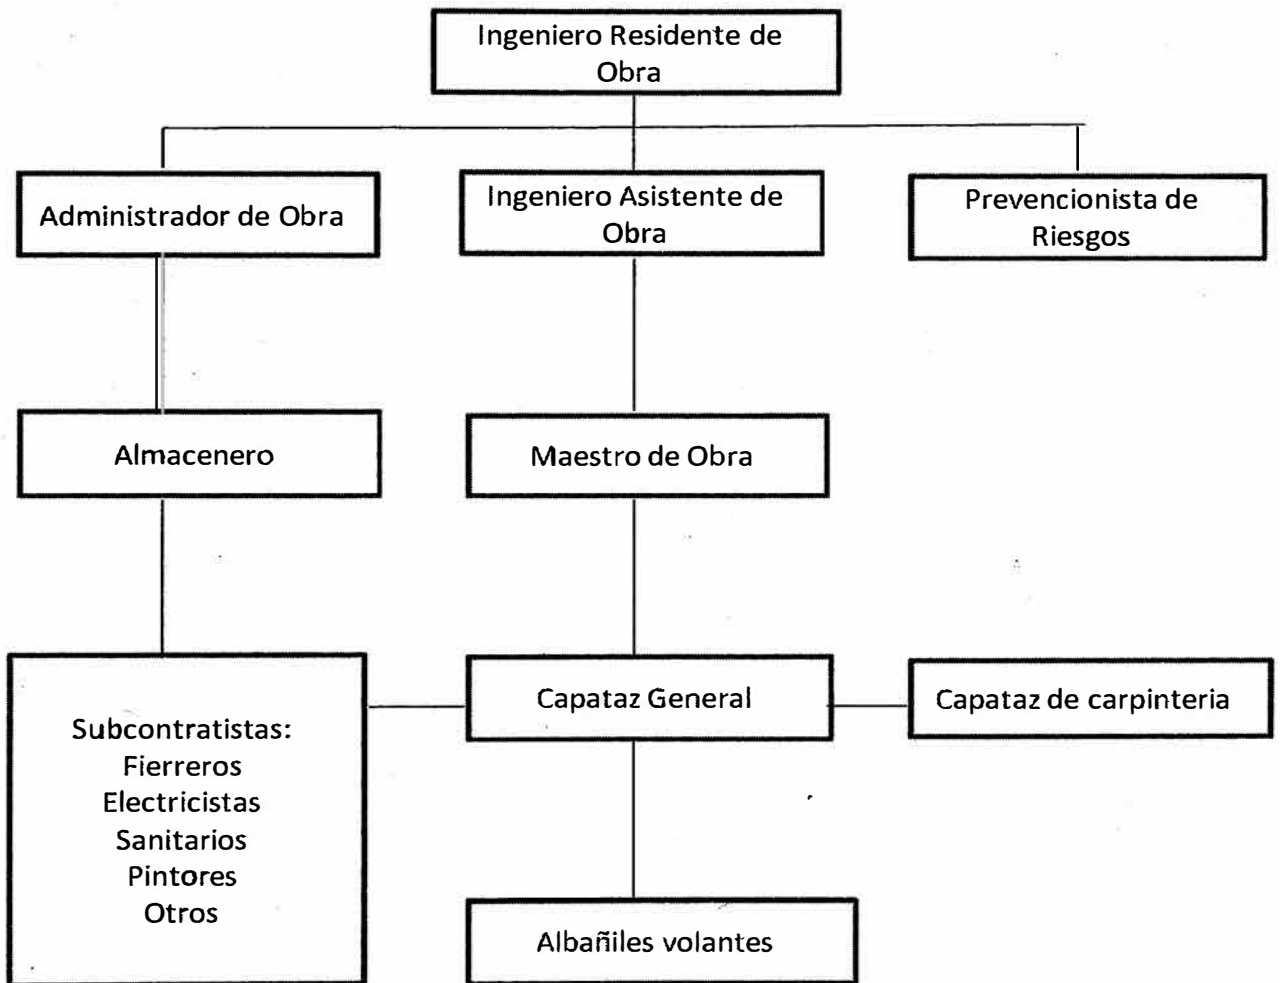 Ingeniero Residente de
Obra
Administrador de Obra
Ingeniero Asistente de
Obra
Prevencionista de
Riesgos
Almacenero
Maestro de Obra
Subcontratistas:
Fierreros
Electricistas
Sanitarios
Pintores
Otros
Capataz General
Capataz de carpinteria
Albañiles volantes